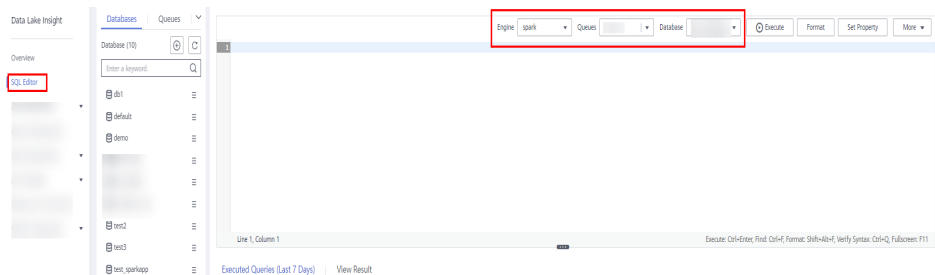 Data Lake Insight
Overview
SQL Editor
Databases Queues
Database (10)
Enter a keyword
db1
default
demo
test2
test3
test_sparkapp
Engine spark Queues Database Execute Format Set Property More
1
Line 1, Column 1
Execute: Ctrl+Enter, Find: Ctrl+F, Format: Shift+Alt+F, Verify Syntax: Ctrl+Q, Fullscreen: F11
Executed Queries (Last 7 Days) View Result